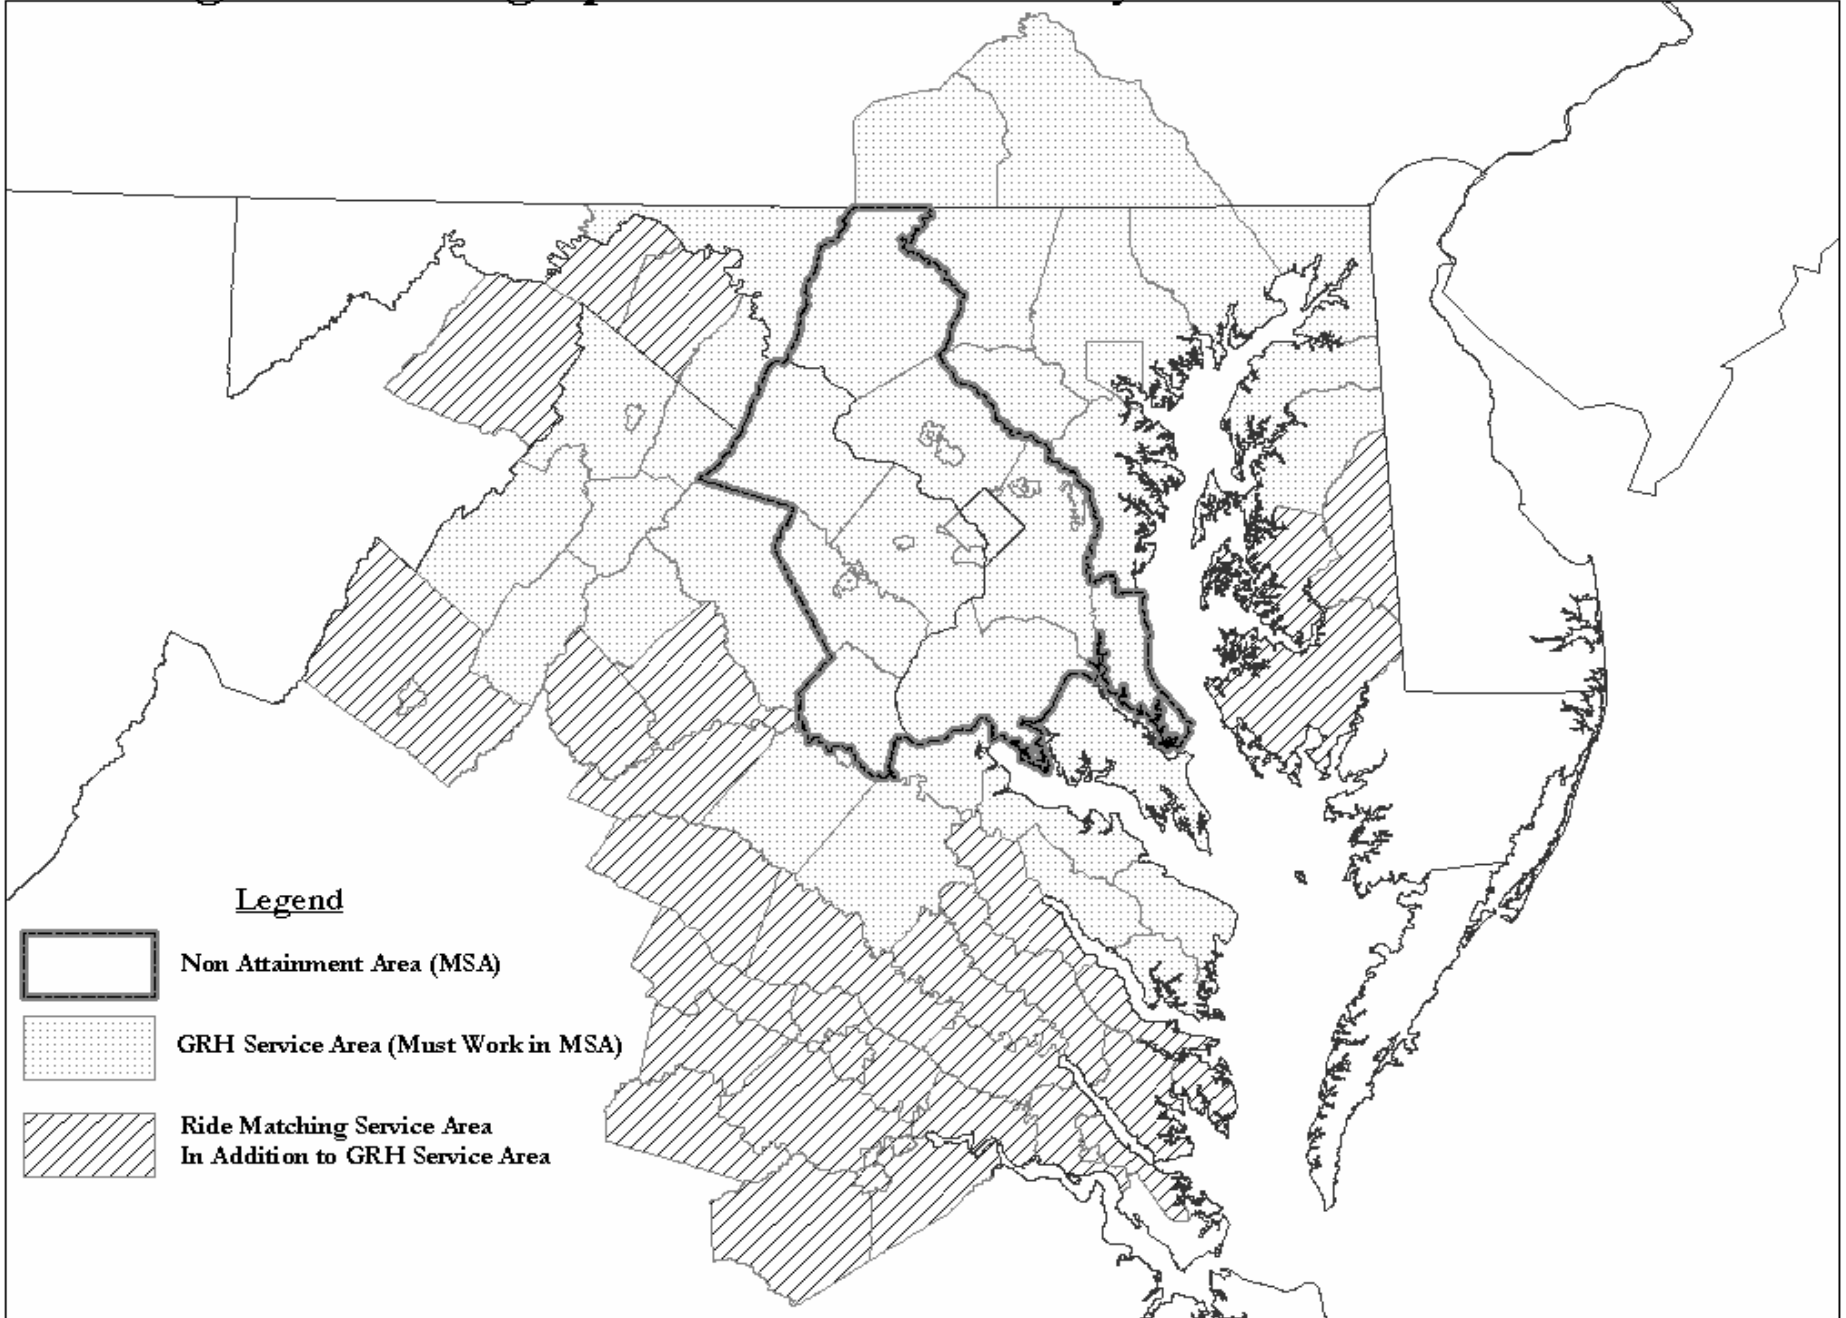 Legend
Non Attainment Area (MSA)
GRH Service Area (Must Work in MSA)
Ride Matching Service Area
In Addition to GRH Service Area